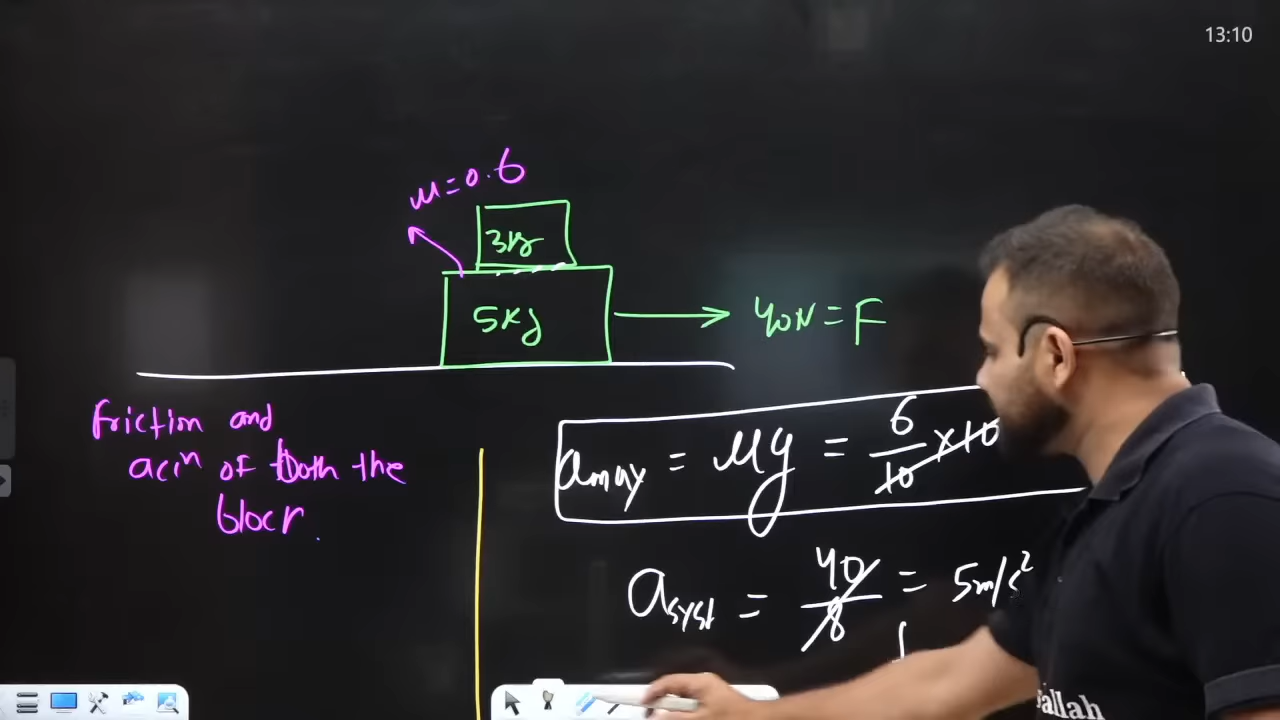 13:10
μ=0.6
3kg
5kg
40N = F
Friction and
acⁿ of both the
block.
amax = μg = 6/10 × 10
asyst = 40/8 = 5m/s²
allah